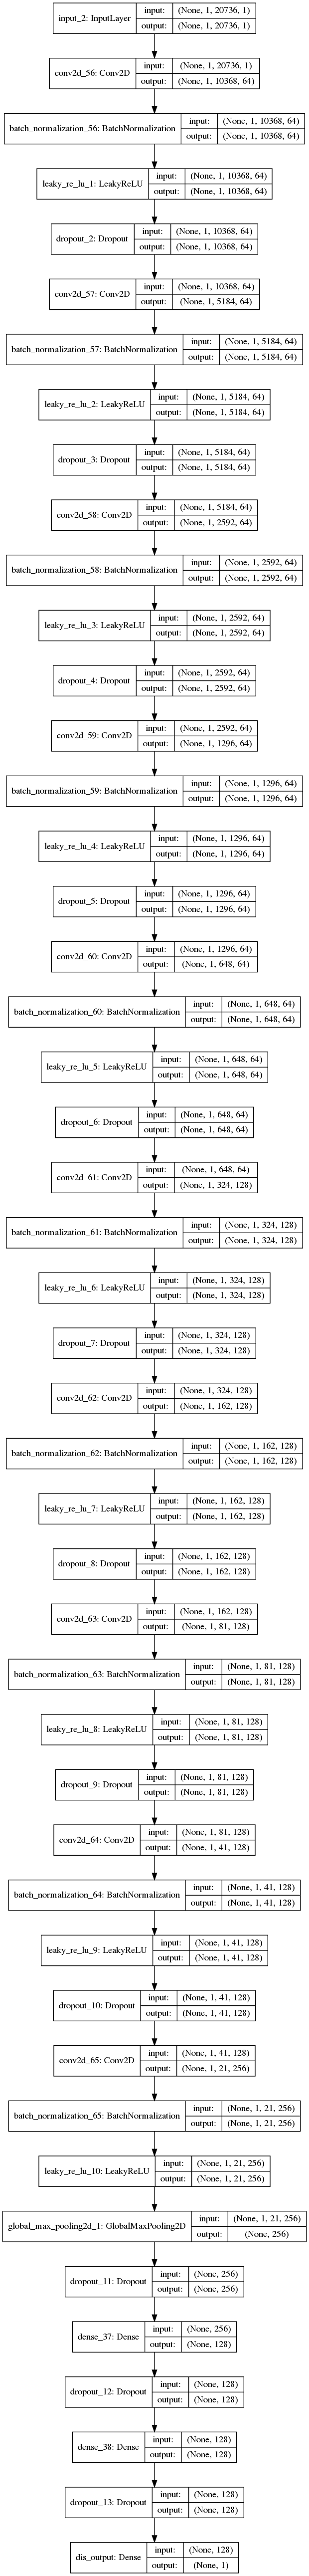 input_2: InputLayer
input: (None, 1, 20736, 1)
output: (None, 1, 20736, 1)
conv2d_56: Conv2D
input: (None, 1, 20736, 1)
output: (None, 1, 10368, 64)
batch_normalization_56: BatchNormalization
input: (None, 1, 10368, 64)
output: (None, 1, 10368, 64)
leaky_re_lu_1: LeakyReLU
input: (None, 1, 10368, 64)
output: (None, 1, 10368, 64)
dropout_2: Dropout
input: (None, 1, 10368, 64)
output: (None, 1, 10368, 64)
conv2d_57: Conv2D
input: (None, 1, 10368, 64)
output: (None, 1, 5184, 64)
batch_normalization_57: BatchNormalization
input: (None, 1, 5184, 64)
output: (None, 1, 5184, 64)
leaky_re_lu_2: LeakyReLU
input: (None, 1, 5184, 64)
output: (None, 1, 5184, 64)
dropout_3: Dropout
input: (None, 1, 5184, 64)
output: (None, 1, 5184, 64)
conv2d_58: Conv2D
input: (None, 1, 5184, 64)
output: (None, 1, 2592, 64)
batch_normalization_58: BatchNormalization
input: (None, 1, 2592, 64)
output: (None, 1, 2592, 64)
leaky_re_lu_3: LeakyReLU
input: (None, 1, 2592, 64)
output: (None, 1, 2592, 64)
dropout_4: Dropout
input: (None, 1, 2592, 64)
output: (None, 1, 2592, 64)
conv2d_59: Conv2D
input: (None, 1, 2592, 64)
output: (None, 1, 1296, 64)
batch_normalization_59: BatchNormalization
input: (None, 1, 1296, 64)
output: (None, 1, 1296, 64)
leaky_re_lu_4: LeakyReLU
input: (None, 1, 1296, 64)
output: (None, 1, 1296, 64)
dropout_5: Dropout
input: (None, 1, 1296, 64)
output: (None, 1, 1296, 64)
conv2d_60: Conv2D
input: (None, 1, 1296, 64)
output: (None, 1, 648, 64)
batch_normalization_60: BatchNormalization
input: (None, 1, 648, 64)
output: (None, 1, 648, 64)
leaky_re_lu_5: LeakyReLU
input: (None, 1, 648, 64)
output: (None, 1, 648, 64)
dropout_6: Dropout
input: (None, 1, 648, 64)
output: (None, 1, 648, 64)
conv2d_61: Conv2D
input: (None, 1, 648, 64)
output: (None, 1, 324, 128)
batch_normalization_61: BatchNormalization
input: (None, 1, 324, 128)
output: (None, 1, 324, 128)
leaky_re_lu_6: LeakyReLU
input: (None, 1, 324, 128)
output: (None, 1, 324, 128)
dropout_7: Dropout
input: (None, 1, 324, 128)
output: (None, 1, 324, 128)
conv2d_62: Conv2D
input: (None, 1, 324, 128)
output: (None, 1, 162, 128)
batch_normalization_62: BatchNormalization
input: (None, 1, 162, 128)
output: (None, 1, 162, 128)
leaky_re_lu_7: LeakyReLU
input: (None, 1, 162, 128)
output: (None, 1, 162, 128)
dropout_8: Dropout
input: (None, 1, 162, 128)
output: (None, 1, 162, 128)
conv2d_63: Conv2D
input: (None, 1, 162, 128)
output: (None, 1, 81, 128)
batch_normalization_63: BatchNormalization
input: (None, 1, 81, 128)
output: (None, 1, 81, 128)
leaky_re_lu_8: LeakyReLU
input: (None, 1, 81, 128)
output: (None, 1, 81, 128)
dropout_9: Dropout
input: (None, 1, 81, 128)
output: (None, 1, 81, 128)
conv2d_64: Conv2D
input: (None, 1, 81, 128)
output: (None, 1, 41, 128)
batch_normalization_64: BatchNormalization
input: (None, 1, 41, 128)
output: (None, 1, 41, 128)
leaky_re_lu_9: LeakyReLU
input: (None, 1, 41, 128)
output: (None, 1, 41, 128)
dropout_10: Dropout
input: (None, 1, 41, 128)
output: (None, 1, 41, 128)
conv2d_65: Conv2D
input: (None, 1, 41, 128)
output: (None, 1, 21, 256)
batch_normalization_65: BatchNormalization
input: (None, 1, 21, 256)
output: (None, 1, 21, 256)
leaky_re_lu_10: LeakyReLU
input: (None, 1, 21, 256)
output: (None, 1, 21, 256)
global_max_pooling2d_1: GlobalMaxPooling2D
input: (None, 1, 21, 256)
output: (None, 256)
dropout_11: Dropout
input: (None, 256)
output: (None, 256)
dense_37: Dense
input: (None, 256)
output: (None, 128)
dropout_12: Dropout
input: (None, 128)
output: (None, 128)
dense_38: Dense
input: (None, 128)
output: (None, 128)
dropout_13: Dropout
input: (None, 128)
output: (None, 128)
dis_output: Dense
input: (None, 128)
output: (None, 1)